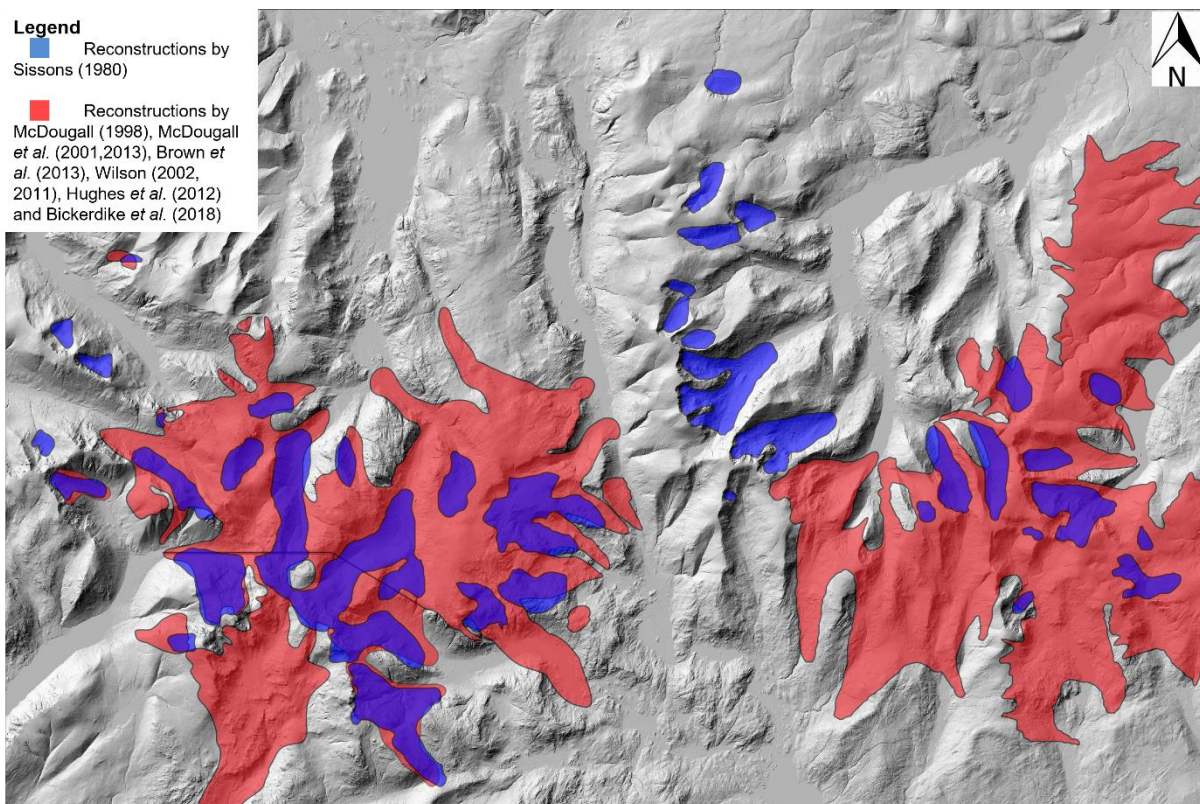 Legend
Reconstructions by
Sissons (1980)
Reconstructions by
McDougall (1998), McDougall
et al. (2001,2013), Brown et
al. (2013), Wilson (2002,
2011), Hughes et al. (2012)
and Bickerdike et al. (2018)
N